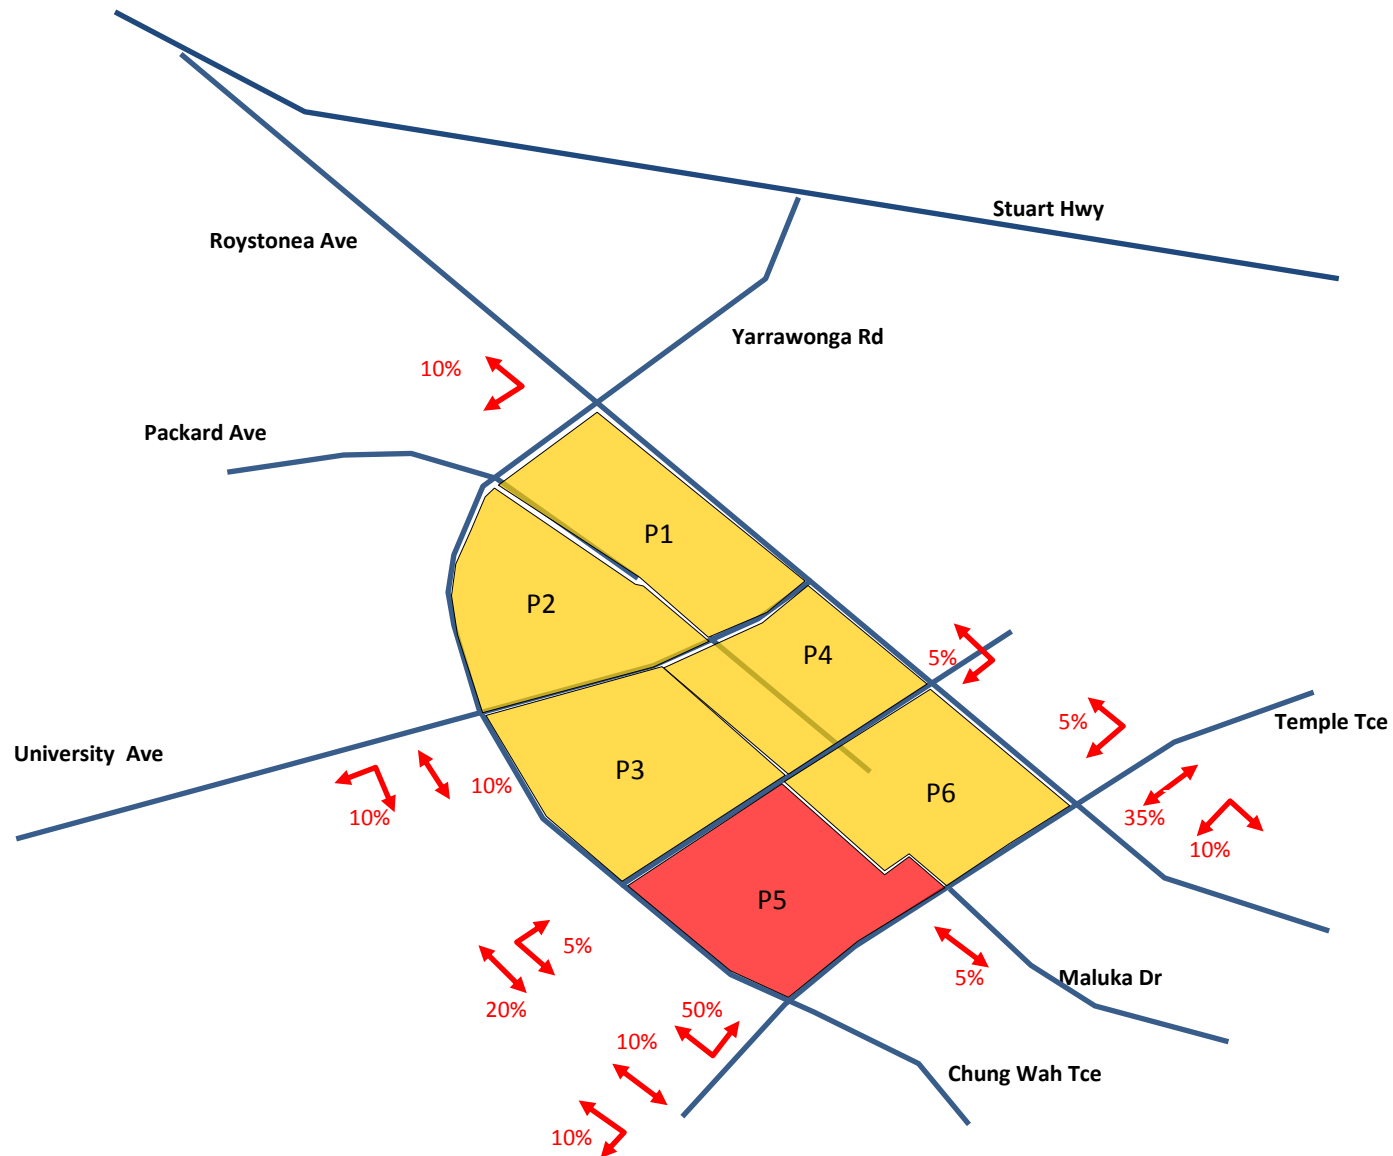 Stuart Hwy
Roystonea Ave
Yarrawonga Rd
10%
Packard Ave
P1
P2
P4
5%
5%
Temple Tce
University  Ave
P3
10%
10%
P6
35%
10%
P5
5%
20%
5%
Maluka Dr
50%
10%
Chung Wah Tce
10%